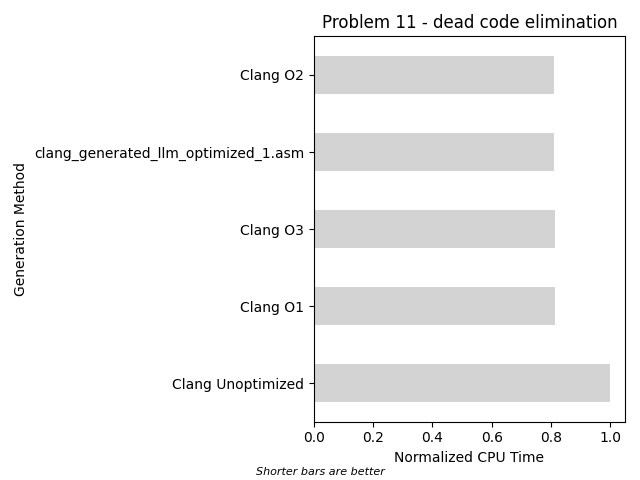 Problem 11 - dead code elimination
Generation Method
Clang O2
clang_generated_llm_optimized_1.asm
Clang O3
Clang O1
Clang Unoptimized
0.0 0.2 0.4 0.6 0.8 1.0
Normalized CPU Time
Shorter bars are better